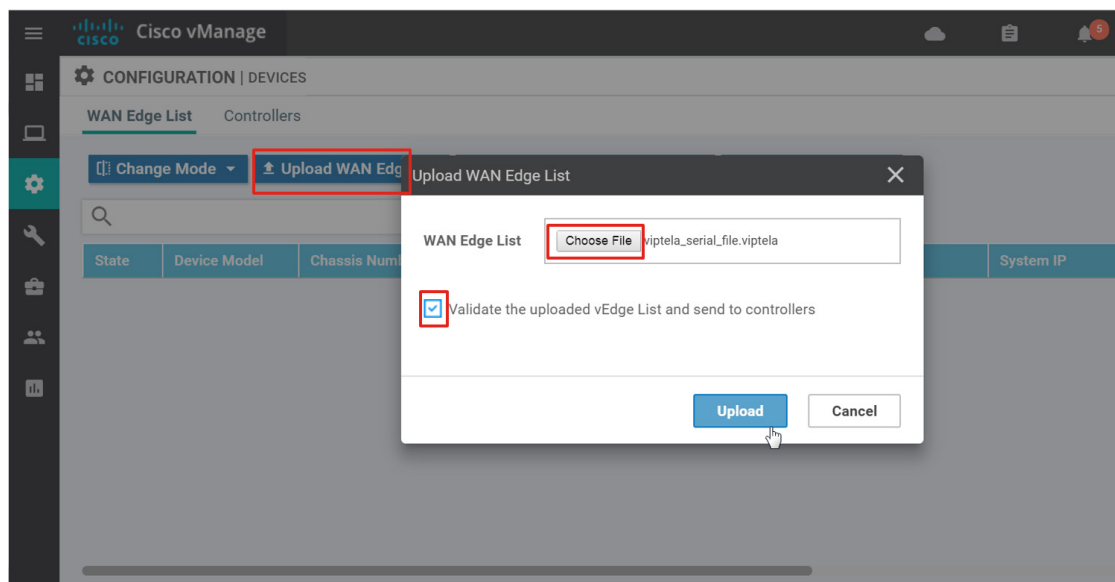 cisco Cisco vManage 5
CONFIGURATION | DEVICES
WAN Edge List Controllers
Change Mode Upload WAN Edg
Upload WAN Edge List
WAN Edge List Choose File viptela_serial_file.viptela
State Device Model Chassis Num System IP
Validate the uploaded vEdge List and send to controllers
Upload Cancel